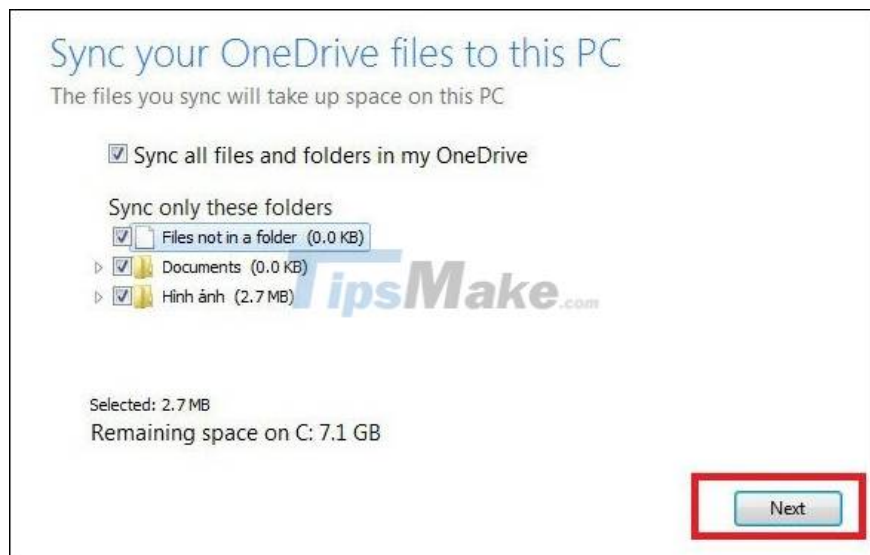 Sync your OneDrive files to this PC
The files you sync will take up space on this PC
Sync all files and folders in my OneDrive
Sync only these folders
Files not in a folder (0.0 KB)
Documents (0.0 KB)
Hình ảnh (2.7 MB)
TipsMake.com
Selected: 2.7 MB
Remaining space on C: 7.1 GB
Next